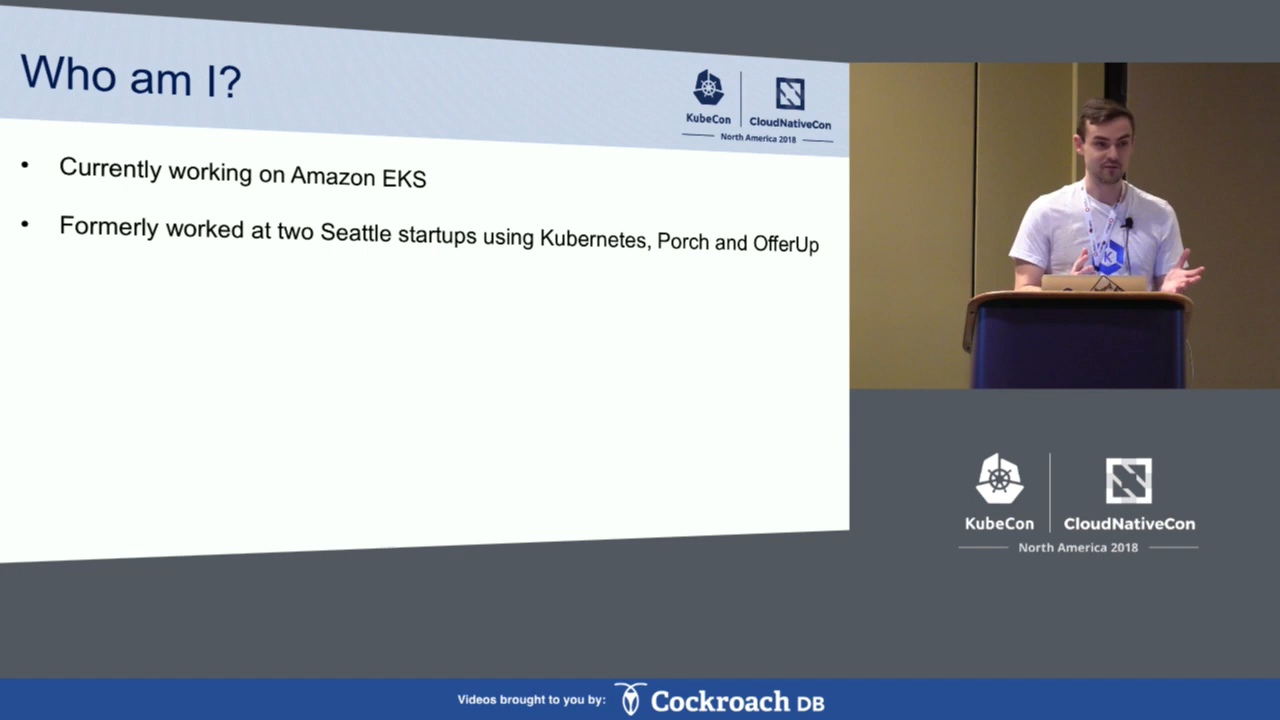 Who am I?
KubeCon
CloudNativeCon
North America 2018
• Currently working on Amazon EKS
• Formerly worked at two Seattle startups using Kubernetes, Porch and OfferUp
K
KubeCon
CloudNativeCon
North America 2018
Videos brought to you by:
Cockroach DB